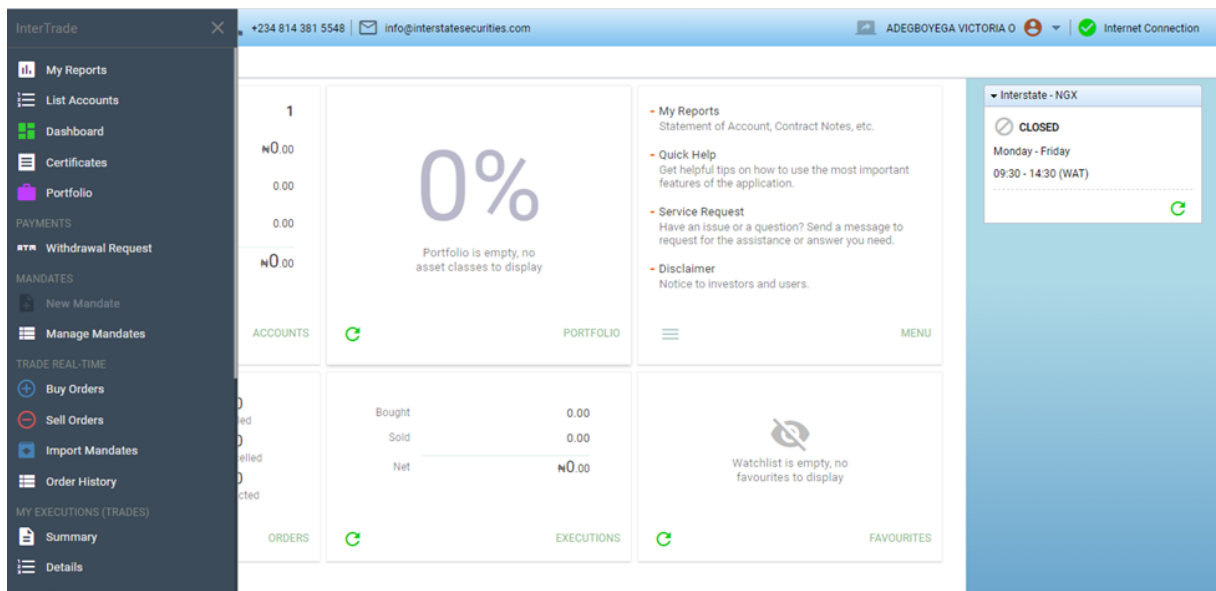 InterTrade
My Reports
List Accounts
Dashboard
Certificates
Portfolio
PAYMENTS
ATM Withdrawal Request
MANDATES
New Mandate
Manage Mandates
TRADE REAL-TIME
Buy Orders
Sell Orders
Import Mandates
Order History
MY EXECUTIONS (TRADES)
Summary
Details
+234 814 381 5548
info@interstatesecurities.com
ADEGBOYEGA VICTORIA O
Internet Connection
1
₦0.00
0.00
0.00
₦0.00
ACCOUNTS
0%
Portfolio is empty, no
asset classes to display
PORTFOLIO
- My Reports
Statement of Account, Contract Notes, etc.
- Quick Help
Get helpful tips on how to use the most important
features of the application.
- Service Request
Have an issue or a question? Send a message to
request for the assistance or answer you need.
- Disclaimer
Notice to investors and users.
MENU
ORDERS
Bought 0.00
Sold 0.00
Net ₦0.00
EXECUTIONS
Watchlist is empty, no
favourites to display
FAVOURITES
Interstate - NGX
CLOSED
Monday - Friday
09:30 - 14:30 (WAT)